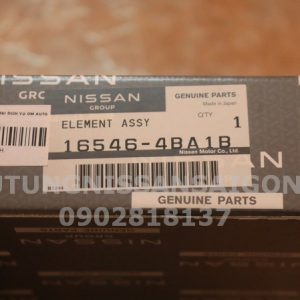 NISSAN
GRC
NISSAN
GROUP
GENUINE PARTS
Made in Japan
ELEMENT ASSY
QTY
1
16546-4BA1B
Nissan Motor Co., Ltd.
PHUTUNGNISSANSAIGON
0902818137
GENUINE PARTS